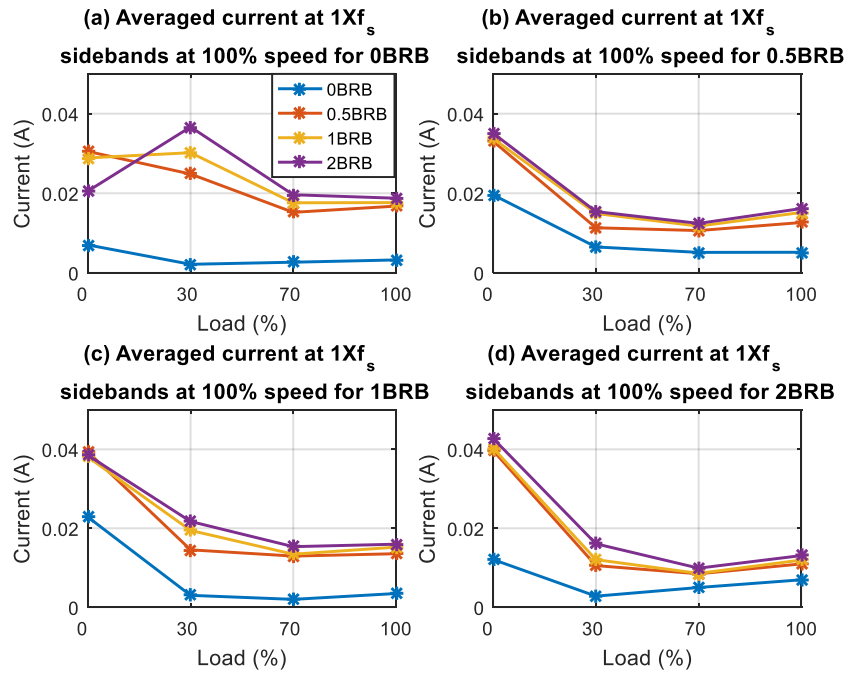 (a) Averaged current at 1Xfs
sidebands at 100% speed for 0BRB
0BRB
0.5BRB
1BRB
2BRB
0.04
0.02
0
Current (A)
0 30 70 100
Load (%)
(b) Averaged current at 1Xfs
sidebands at 100% speed for 0.5BRB
0.04
0.02
0
Current (A)
0 30 70 100
Load (%)
(c) Averaged current at 1Xfs
sidebands at 100% speed for 1BRB
0.04
0.02
0
Current (A)
0 30 70 100
Load (%)
(d) Averaged current at 1Xfs
sidebands at 100% speed for 2BRB
0.04
0.02
0
Current (A)
0 30 70 100
Load (%)